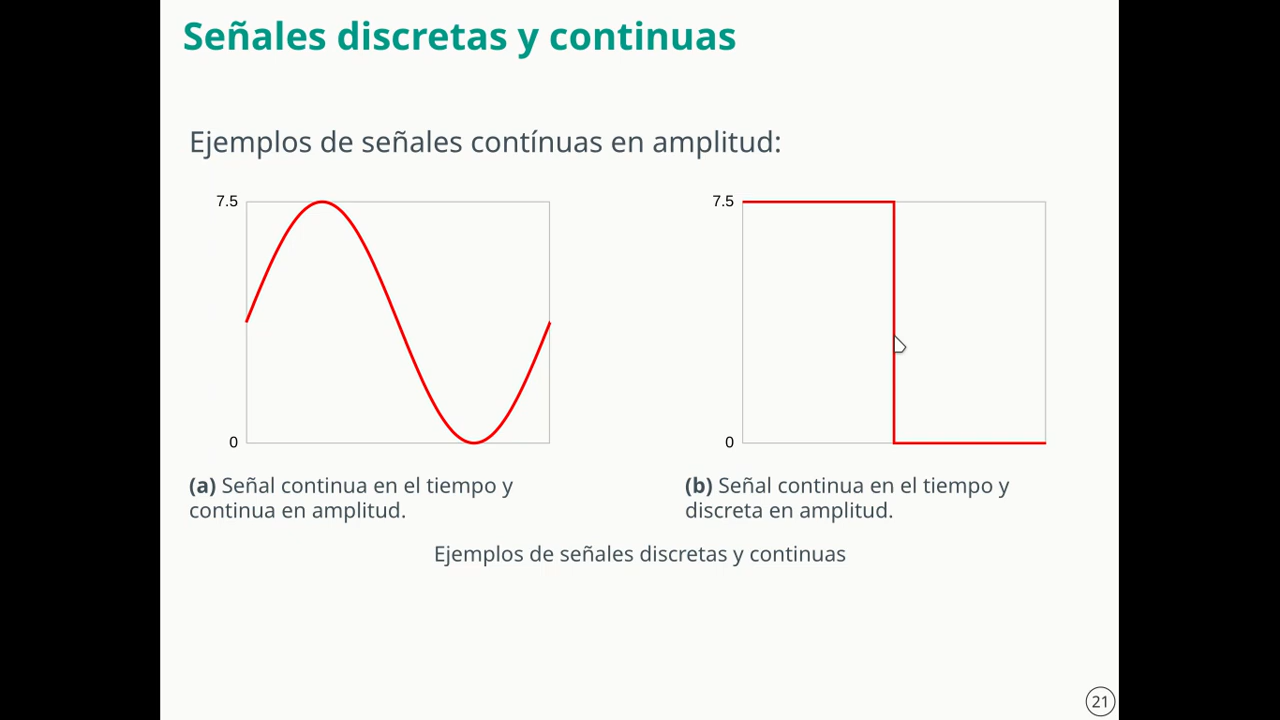 Señales discretas y continuas
Ejemplos de señales contínuas en amplitud:
7.5
0
7.5
0
(a) Señal continua en el tiempo y
continua en amplitud.
(b) Señal continua en el tiempo y
discreta en amplitud.
Ejemplos de señales discretas y continuas
21